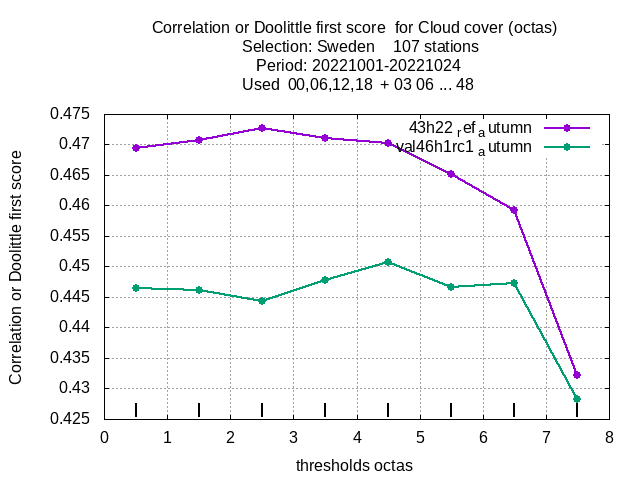 Correlation or Doolittle first score  for Cloud cover (octas)
Selection: Sweden    107 stations
Period: 20221001-20221024
Used  00,06,12,18  + 03 06 ... 48
43h22 ref autumn
val46h1rc1 autumn
Correlation or Doolittle first score
0.475
0.47
0.465
0.46
0.455
0.45
0.445
0.44
0.435
0.43
0.425
0 1 2 3 4 5 6 7 8
thresholds octas